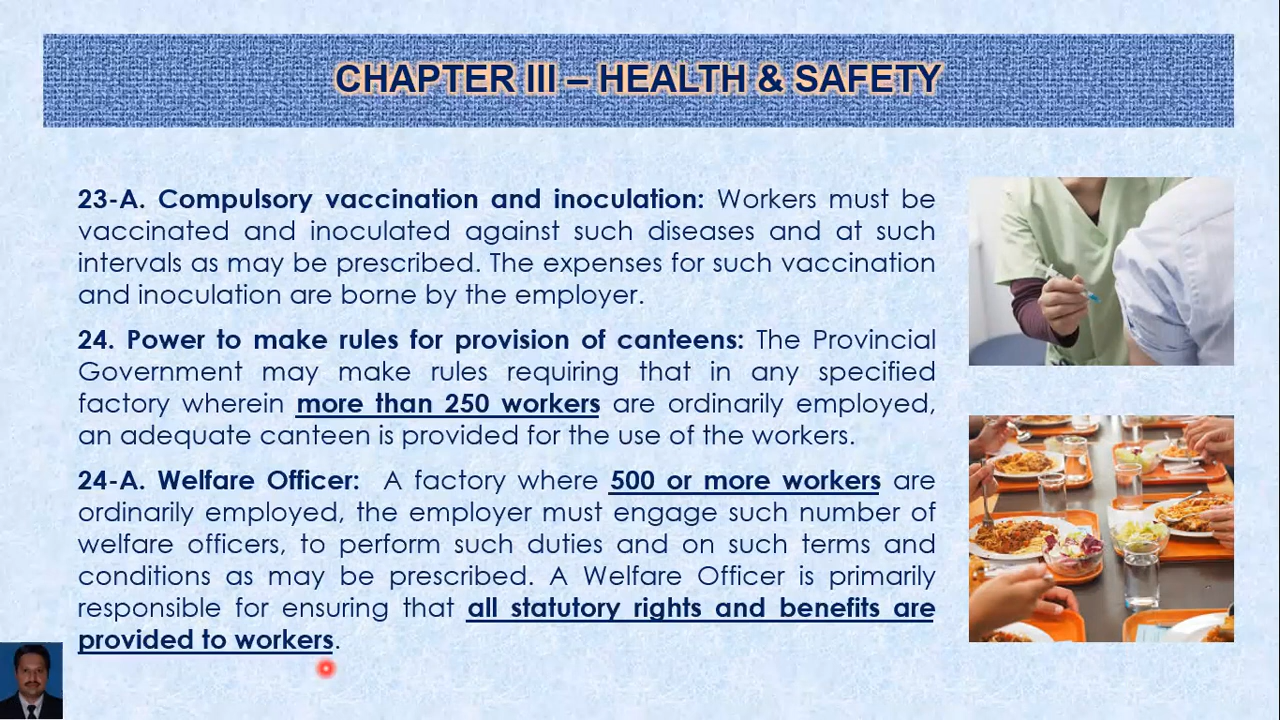 CHAPTER III – HEALTH & SAFETY
23-A. Compulsory vaccination and inoculation: Workers must be
vaccinated and inoculated against such diseases and at such
intervals as may be prescribed. The expenses for such vaccination
and inoculation are borne by the employer.
24. Power to make rules for provision of canteens: The Provincial
Government may make rules requiring that in any specified
factory wherein more than 250 workers are ordinarily employed,
an adequate canteen is provided for the use of the workers.
24-A. Welfare Officer: A factory where 500 or more workers are
ordinarily employed, the employer must engage such number of
welfare officers, to perform such duties and on such terms and
conditions as may be prescribed. A Welfare Officer is primarily
responsible for ensuring that all statutory rights and benefits are
provided to workers.